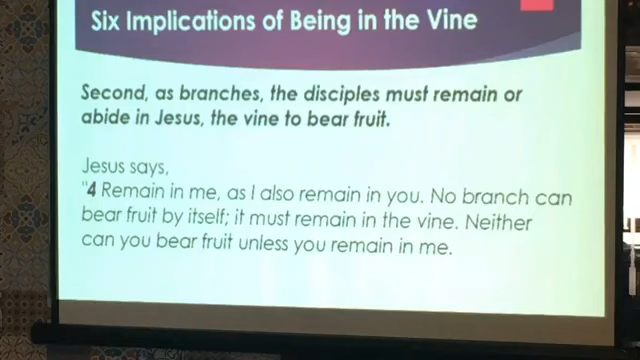 Six Implications of Being in the Vine
Second, as branches, the disciples must remain or
abide in Jesus, the vine to bear fruit.
Jesus says,
"4 Remain in me, as I also remain in you. No branch can
bear fruit by itself; it must remain in the vine. Neither
can you bear fruit unless you remain in me.